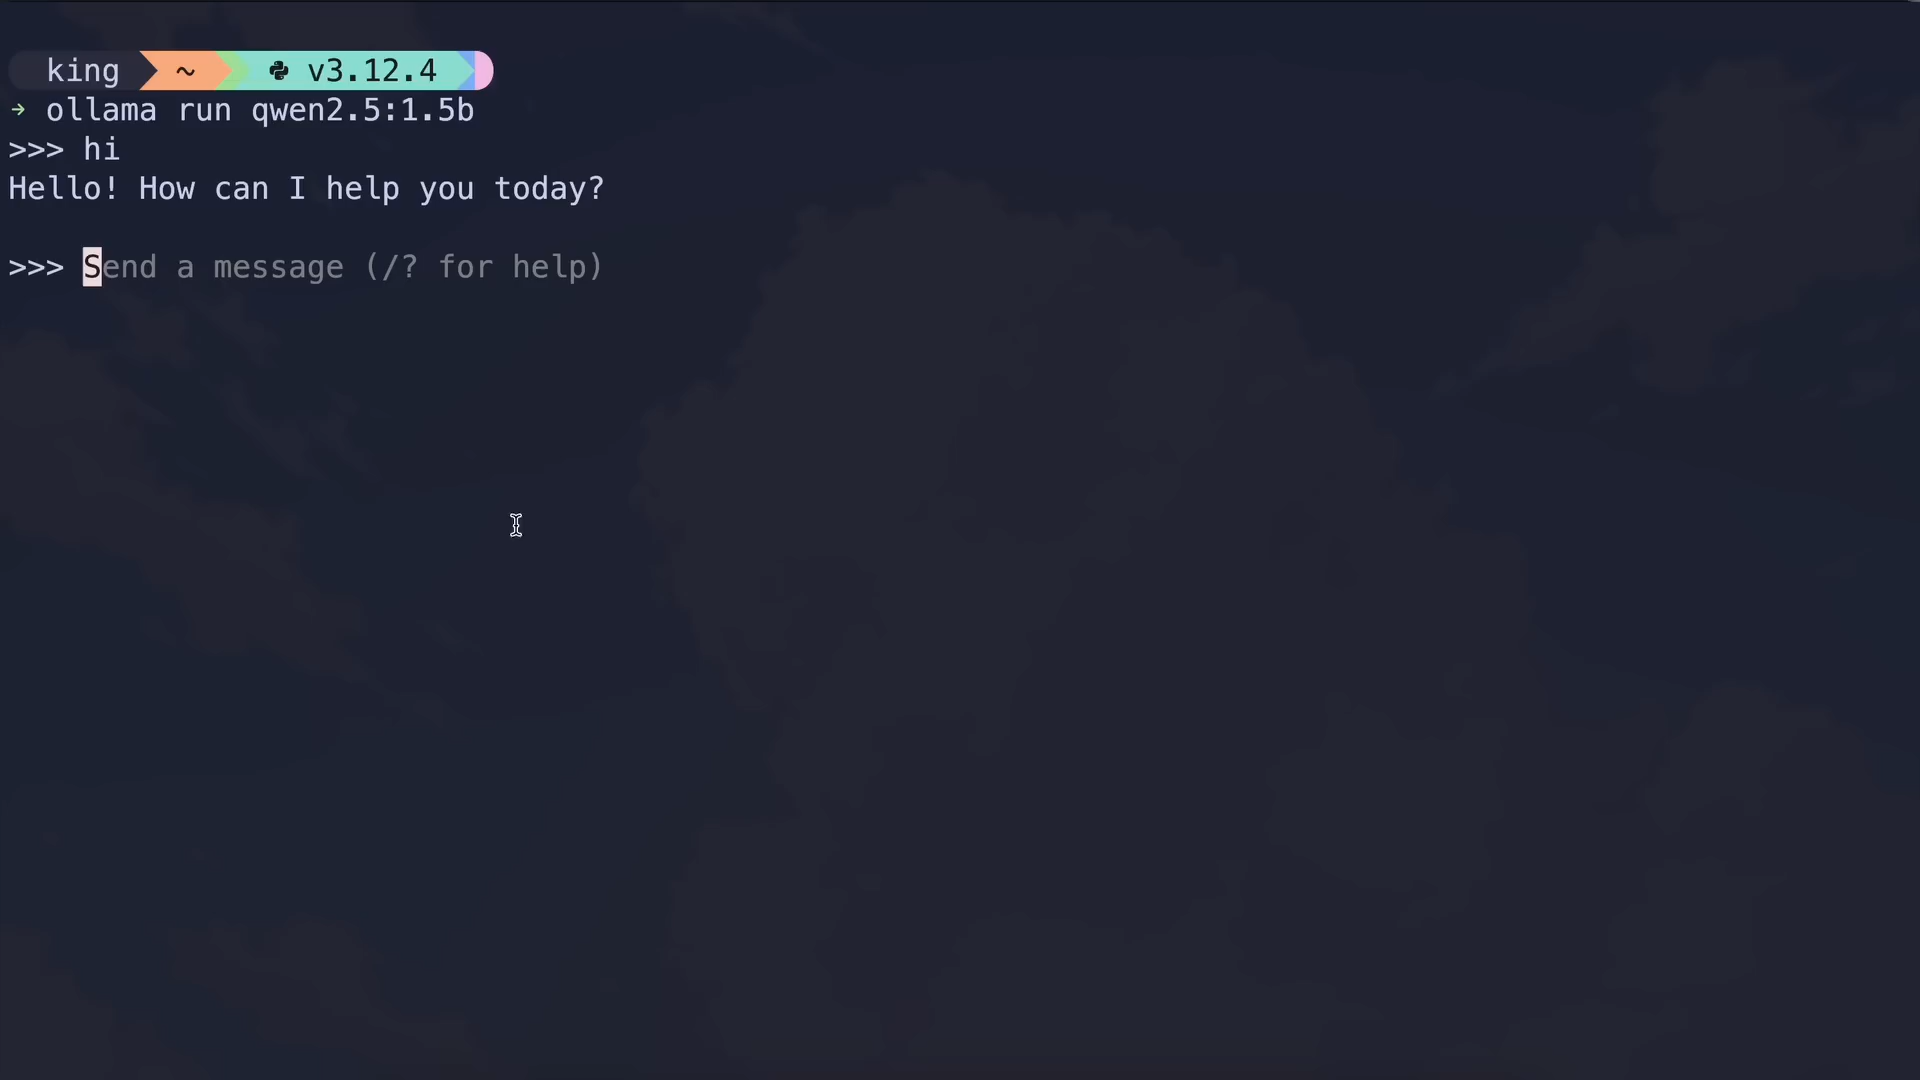 king ~ v3.12.4
→ ollama run qwen2.5:1.5b
>>> hi
Hello! How can I help you today?
>>> Send a message (/? for help)